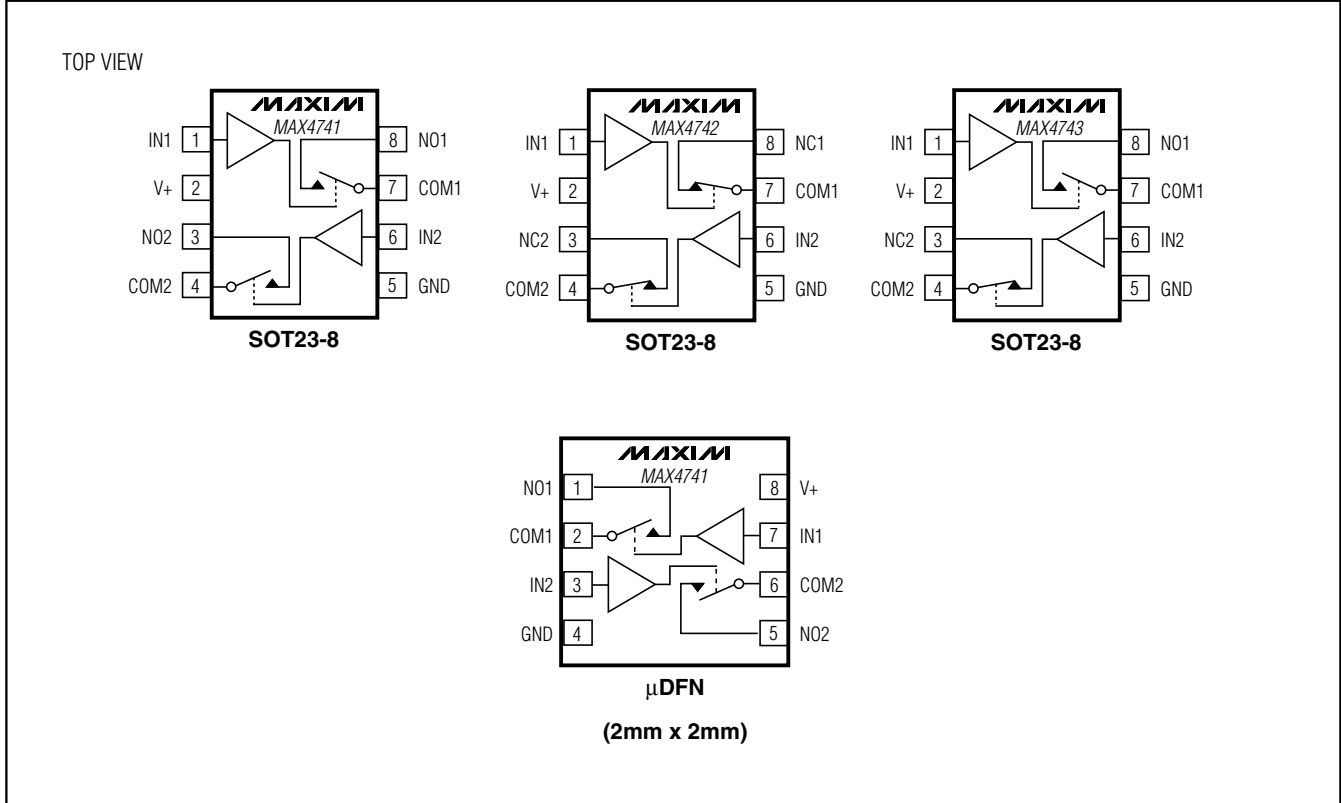 TOP VIEW
MAXIM
MAX4741
IN1 1
V+ 2
NO2 3
COM2 4
8 NO1
7 COM1
6 IN2
5 GND
SOT23-8
MAXIM
MAX4742
IN1 1
V+ 2
NC2 3
COM2 4
8 NC1
7 COM1
6 IN2
5 GND
SOT23-8
MAXIM
MAX4743
IN1 1
V+ 2
NC2 3
COM2 4
8 NO1
7 COM1
6 IN2
5 GND
SOT23-8
MAXIM
MAX4741
NO1 1
COM1 2
IN2 3
GND 4
8 V+
7 IN1
6 COM2
5 NO2
μDFN
(2mm x 2mm)